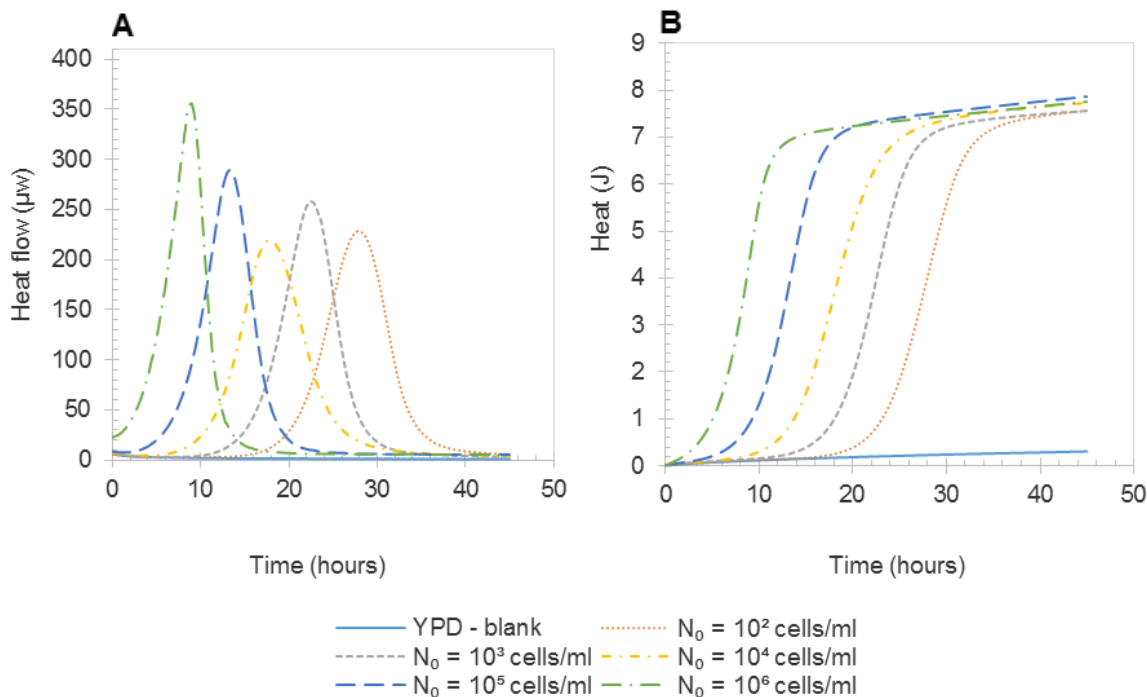 A
400
350
300
250
200
150
100
50
0
Heat flow (µw)
0 10 20 30 40 50
Time (hours)
B
9
8
7
6
5
4
3
2
1
0
Heat (J)
0 10 20 30 40 50
Time (hours)
YPD - blank
N₀ = 10² cells/ml
N₀ = 10³ cells/ml
N₀ = 10⁴ cells/ml
N₀ = 10⁵ cells/ml
N₀ = 10⁶ cells/ml